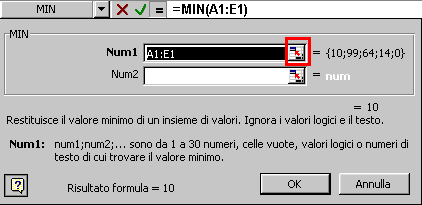 MIN =MIN(A1:E1)
MIN
Num1 A1:E1 = {10;99;64;14;0}
Num2 = num
= 10
Restituisce il valore minimo di un insieme di valori. Ignora i valori logici e il testo.
Num1: num1;num2;... sono da 1 a 30 numeri, celle vuote, valori logici o numeri di
testo di cui trovare il valore minimo.
? Risultato formula = 10 OK Annulla